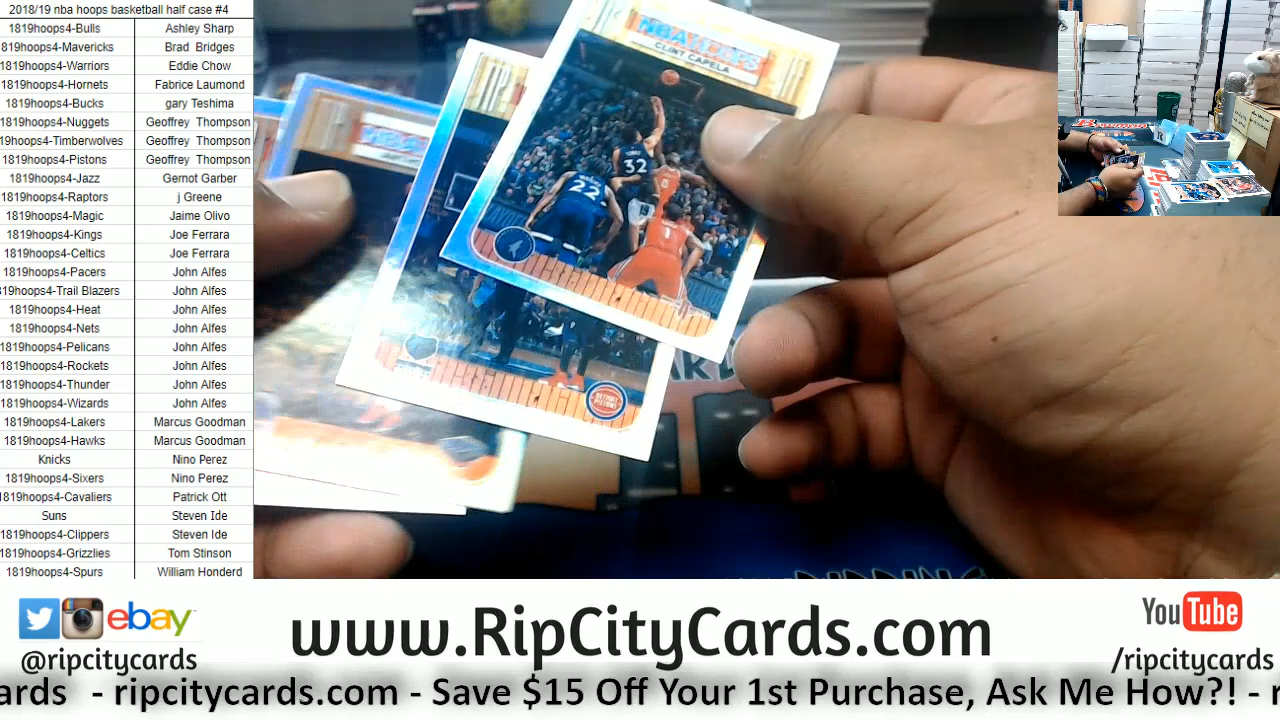 2018/19 nba hoops basketball half case #4
1819hoops4-Bulls Ashley Sharp
819hoops4-Mavericks Brad Bridges
1819hoops4-Warriors Eddie Chow
1819hoops4-Hornets Fabrice Laumond
1819hoops4-Bucks gary Teshima
1819hoops4-Nuggets Geoffrey Thompson
1819hoops4-Timberwolves Geoffrey Thompson
1819hoops4-Pistons Geoffrey Thompson
1819hoops4-Jazz Gernot Garber
1819hoops4-Raptors j Greene
1819hoops4-Magic Jaime Olivo
1819hoops4-Kings Joe Ferrara
1819hoops4-Celtics Joe Ferrara
1819hoops4-Pacers John Alfes
819hoops4-Trail Blazers John Alfes
1819hoops4-Heat John Alfes
1819hoops4-Nets John Alfes
1819hoops4-Pelicans John Alfes
1819hoops4-Rockets John Alfes
1819hoops4-Thunder John Alfes
1819hoops4-Wizards John Alfes
1819hoops4-Lakers Marcus Goodman
1819hoops4-Hawks Marcus Goodman
Knicks Nino Perez
1819hoops4-Sixers Nino Perez
1819hoops4-Cavaliers Patrick Ott
Suns Steven Ide
1819hoops4-Clippers Steven Ide
1819hoops4-Grizzlies Tom Stinson
1819hoops4-Spurs William Honderd
NBA HOOPS
CLINT CAPELA
32
22
1
DETROIT
PISTONS
ebay
@ripcitycards
www.RipCityCards.com
YouTube
/ripcitycards
ards - ripcitycards.com - Save $15 Off Your 1st Purchase, Ask Me How?! - r